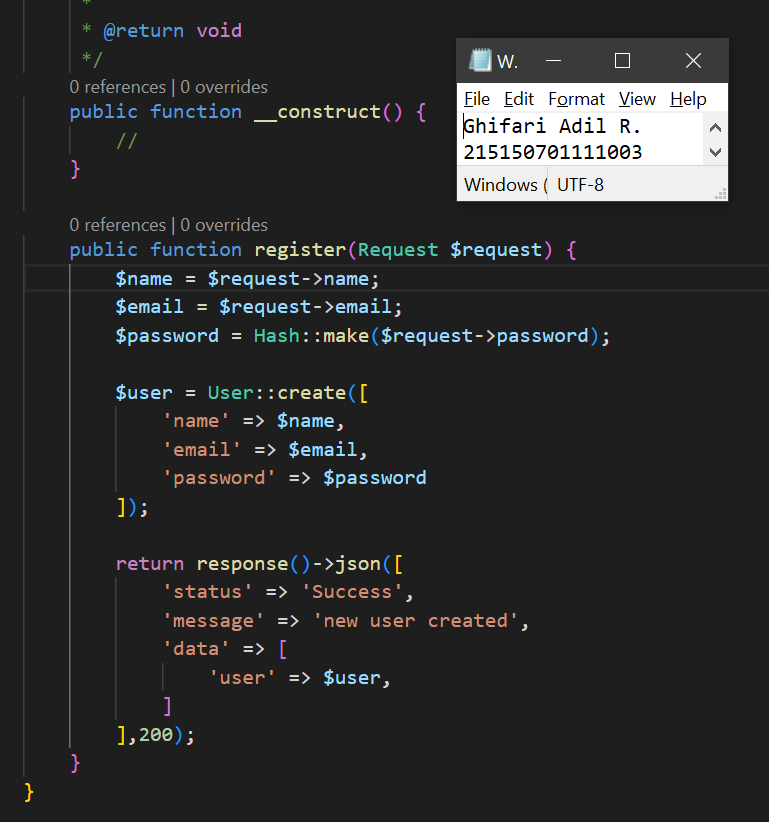 *
* @return void
*/
0 references | 0 overrides
public function __construct() {
//
}
0 references | 0 overrides
public function register(Request $request) {
$name = $request->name;
$email = $request->email;
$password = Hash::make($request->password);
$user = User::create([
'name' => $name,
'email' => $email,
'password' => $password
]);
return response()->json([
'status' => 'Success',
'message' => 'new user created',
'data' => [
'user' => $user,
]
],200);
}
}
W.
File Edit Format View Help
Ghifari Adil R.
215150701111003
Windows ( UTF-8